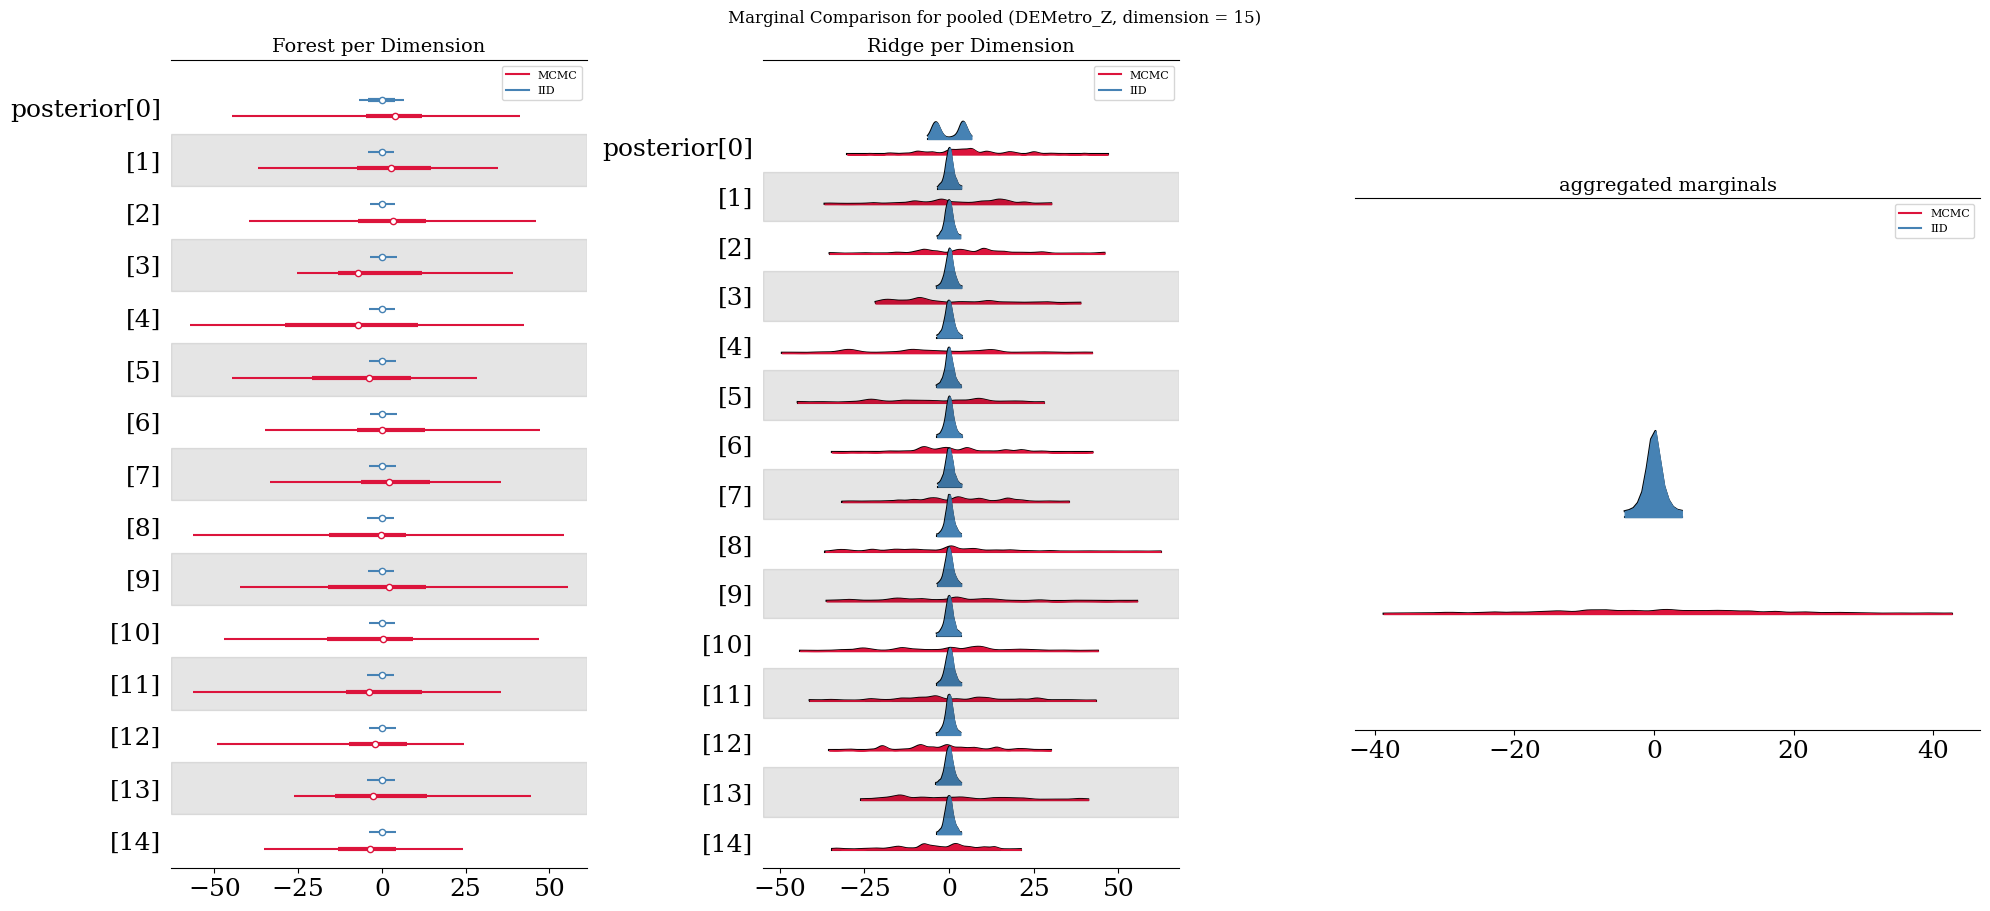 Marginal Comparison for pooled (DEMetro_Z, dimension = 15)
Forest per Dimension
MCMC
IID
posterior[0]
[1]
[2]
[3]
[4]
[5]
[6]
[7]
[8]
[9]
[10]
[11]
[12]
[13]
[14]
−50 −25 0 25 50
Ridge per Dimension
MCMC
IID
posterior[0]
[1]
[2]
[3]
[4]
[5]
[6]
[7]
[8]
[9]
[10]
[11]
[12]
[13]
[14]
−50 −25 0 25 50
aggregated marginals
MCMC
IID
−40 −20 0 20 40